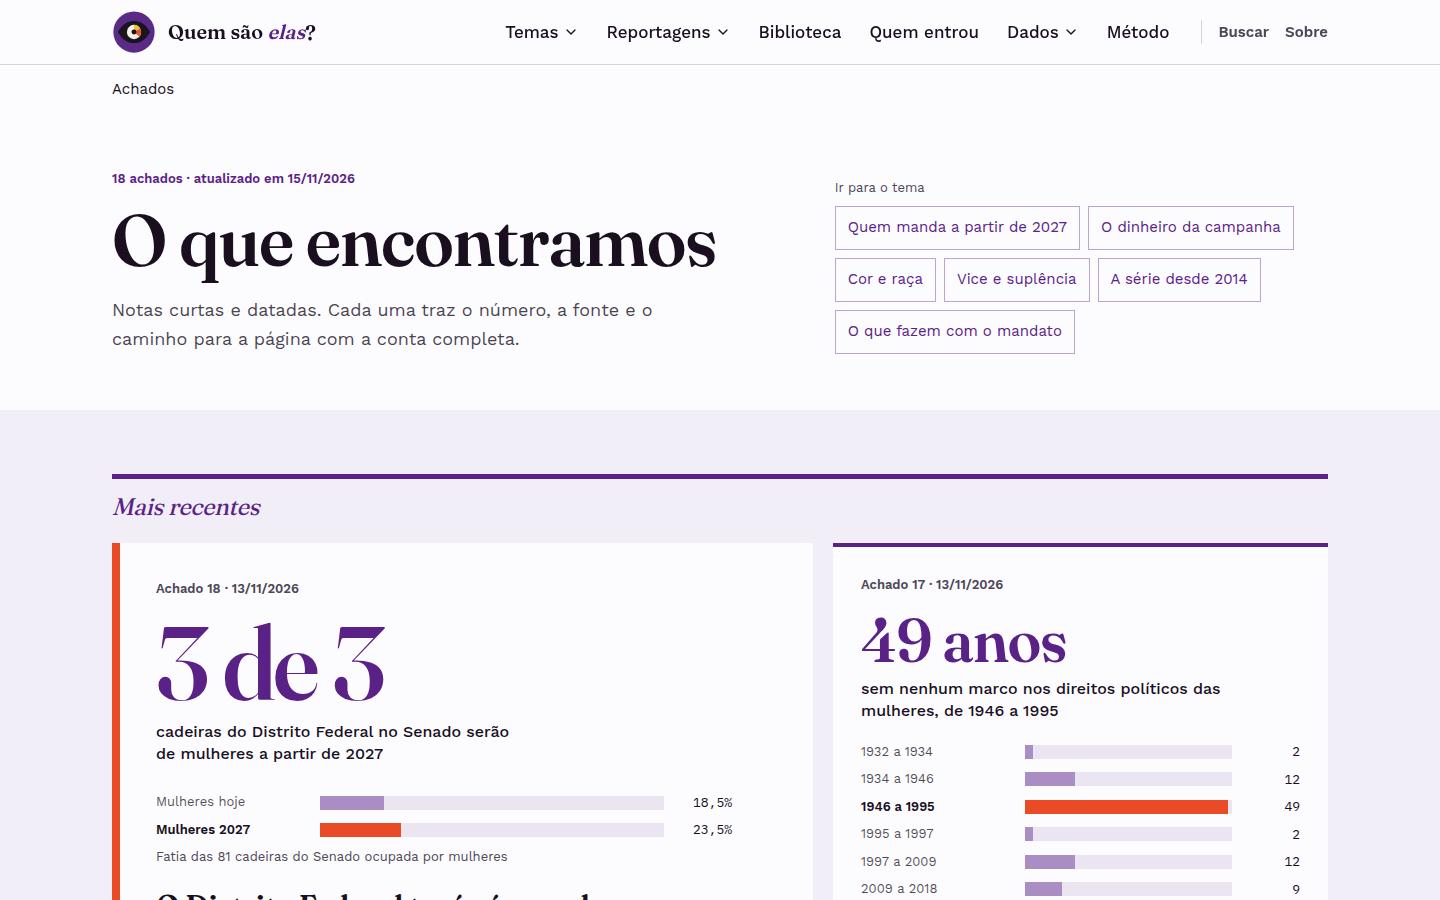 Quem são elas?
Temas
Reportagens
Biblioteca
Quem entrou
Dados
Método
Buscar
Sobre
Achados
18 achados · atualizado em 15/11/2026
O que encontramos
Notas curtas e datadas. Cada uma traz o número, a fonte e o
caminho para a página com a conta completa.
Ir para o tema
Quem manda a partir de 2027
O dinheiro da campanha
Cor e raça
Vice e suplência
A série desde 2014
O que fazem com o mandato
Mais recentes
Achado 18 · 13/11/2026
3 de 3
cadeiras do Distrito Federal no Senado serão
de mulheres a partir de 2027
Mulheres hoje 18,5%
Mulheres 2027 23,5%
Fatia das 81 cadeiras do Senado ocupada por mulheres
Achado 17 · 13/11/2026
49 anos
sem nenhum marco nos direitos políticos das
mulheres, de 1946 a 1995
1932 a 1934 2
1934 a 1946 12
1946 a 1995 49
1995 a 1997 2
1997 a 2009 12
2009 a 2018 9